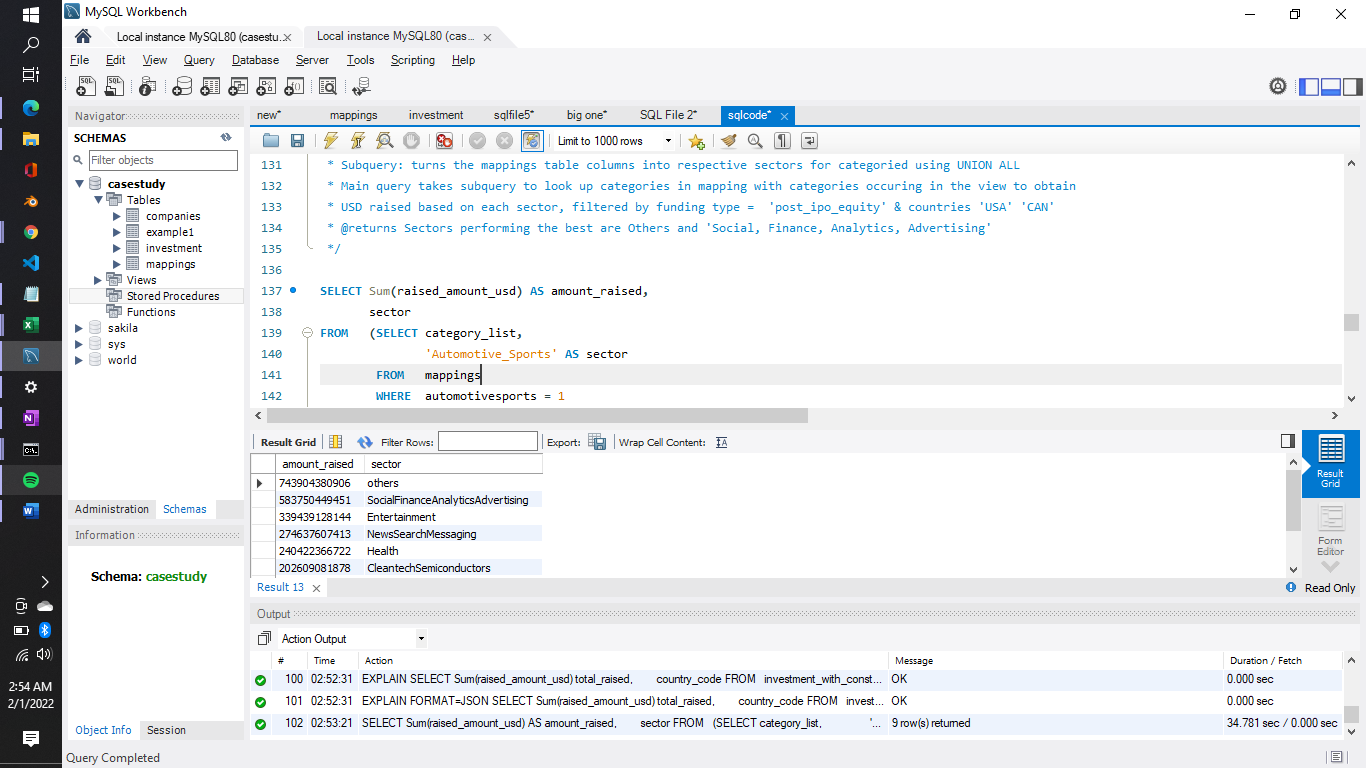 MySQL Workbench
Local instance MySQL80 (casestu...
Local instance MySQL80 (cas...
File Edit View Query Database Server Tools Scripting Help
Navigator
SCHEMAS
Filter objects
casestudy
Tables
companies
example1
investment
mappings
Views
Stored Procedures
Functions
sakila
sys
world
Administration Schemas
Information
Schema: casestudy
Object Info Session
new* mappings investment sqlfile5* big one* SQL File 2* sqlcode*
Limit to 1000 rows
131 * Subquery: turns the mappings table columns into respective sectors for categoried using UNION ALL
132 * Main query takes subquery to look up categories in mapping with categories occuring in the view to obtain
133 * USD raised based on each sector, filtered by funding type =  'post_ipo_equity' & countries 'USA' 'CAN'
134 * @returns Sectors performing the best are Others and 'Social, Finance, Analytics, Advertising'
135 */
136
137 SELECT Sum(raised_amount_usd) AS amount_raised,
138 sector
139 FROM (SELECT category_list,
140 'Automotive_Sports' AS sector
141 FROM mappings
142 WHERE automotivesports = 1
Result Grid Filter Rows: Export: Wrap Cell Content:
amount_raised sector
743904380906 others
583750449451 SocialFinanceAnalyticsAdvertising
339439128144 Entertainment
274637607413 NewsSearchMessaging
240422366722 Health
202609081878 CleantechSemiconductors
Result Grid
Form Editor
Result 13
Read Only
Output
Action Output
# Time Action Message Duration / Fetch
100 02:52:31 EXPLAIN SELECT Sum(raised_amount_usd) total_raised, country_code FROM investment_with_const... OK 0.000 sec
101 02:52:31 EXPLAIN FORMAT=JSON SELECT Sum(raised_amount_usd) total_raised, country_code FROM invest... OK 0.000 sec
102 02:53:21 SELECT Sum(raised_amount_usd) AS amount_raised, sector FROM (SELECT category_list, '... 9 row(s) returned 34.781 sec / 0.000 sec
Query Completed
2:54 AM
2/1/2022